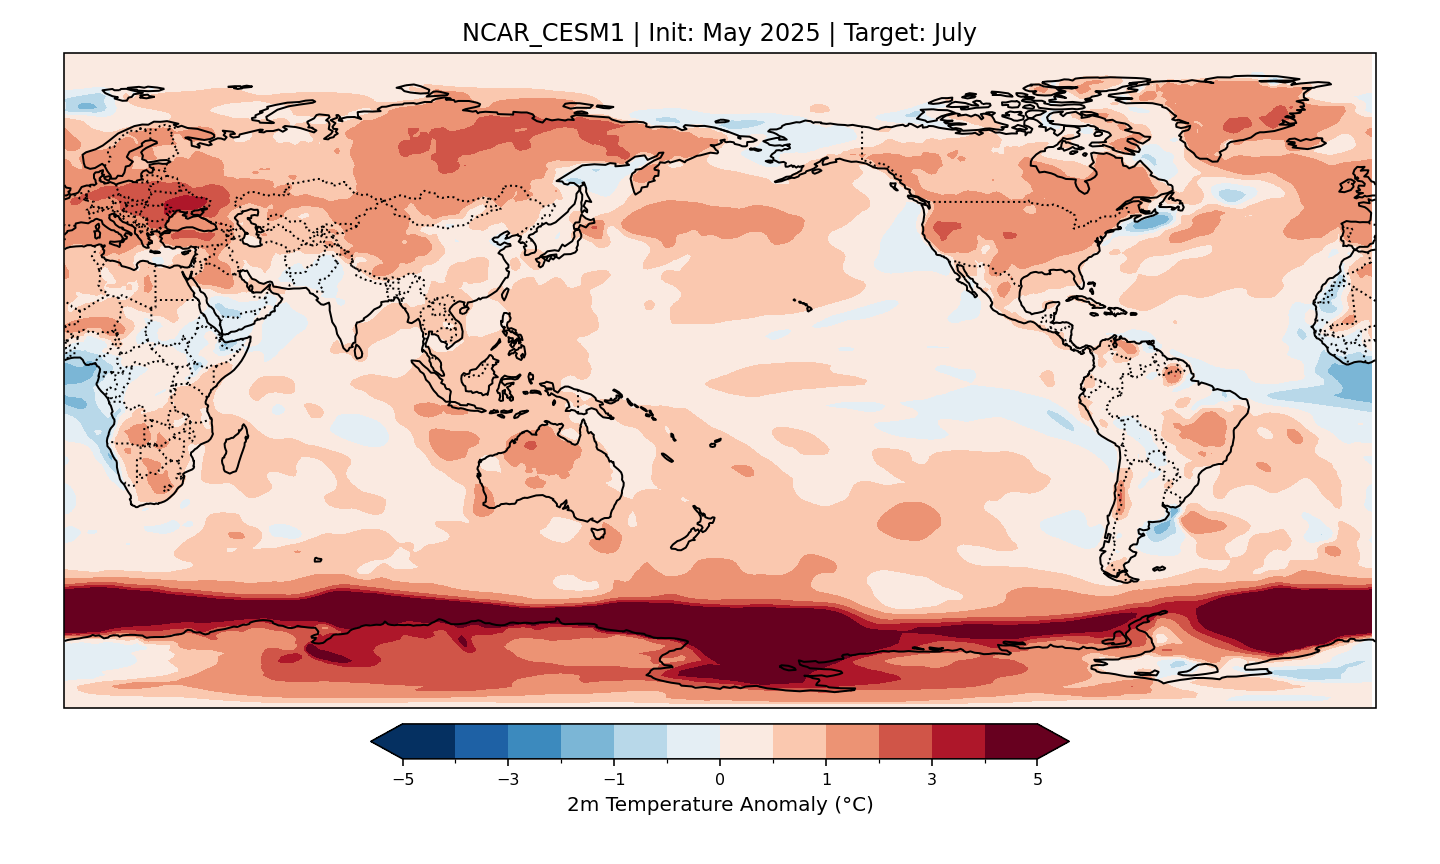 NCAR_CESM1 | Init: May 2025 | Target: July
−5 −3 −1 0 1 3 5
2m Temperature Anomaly (°C)